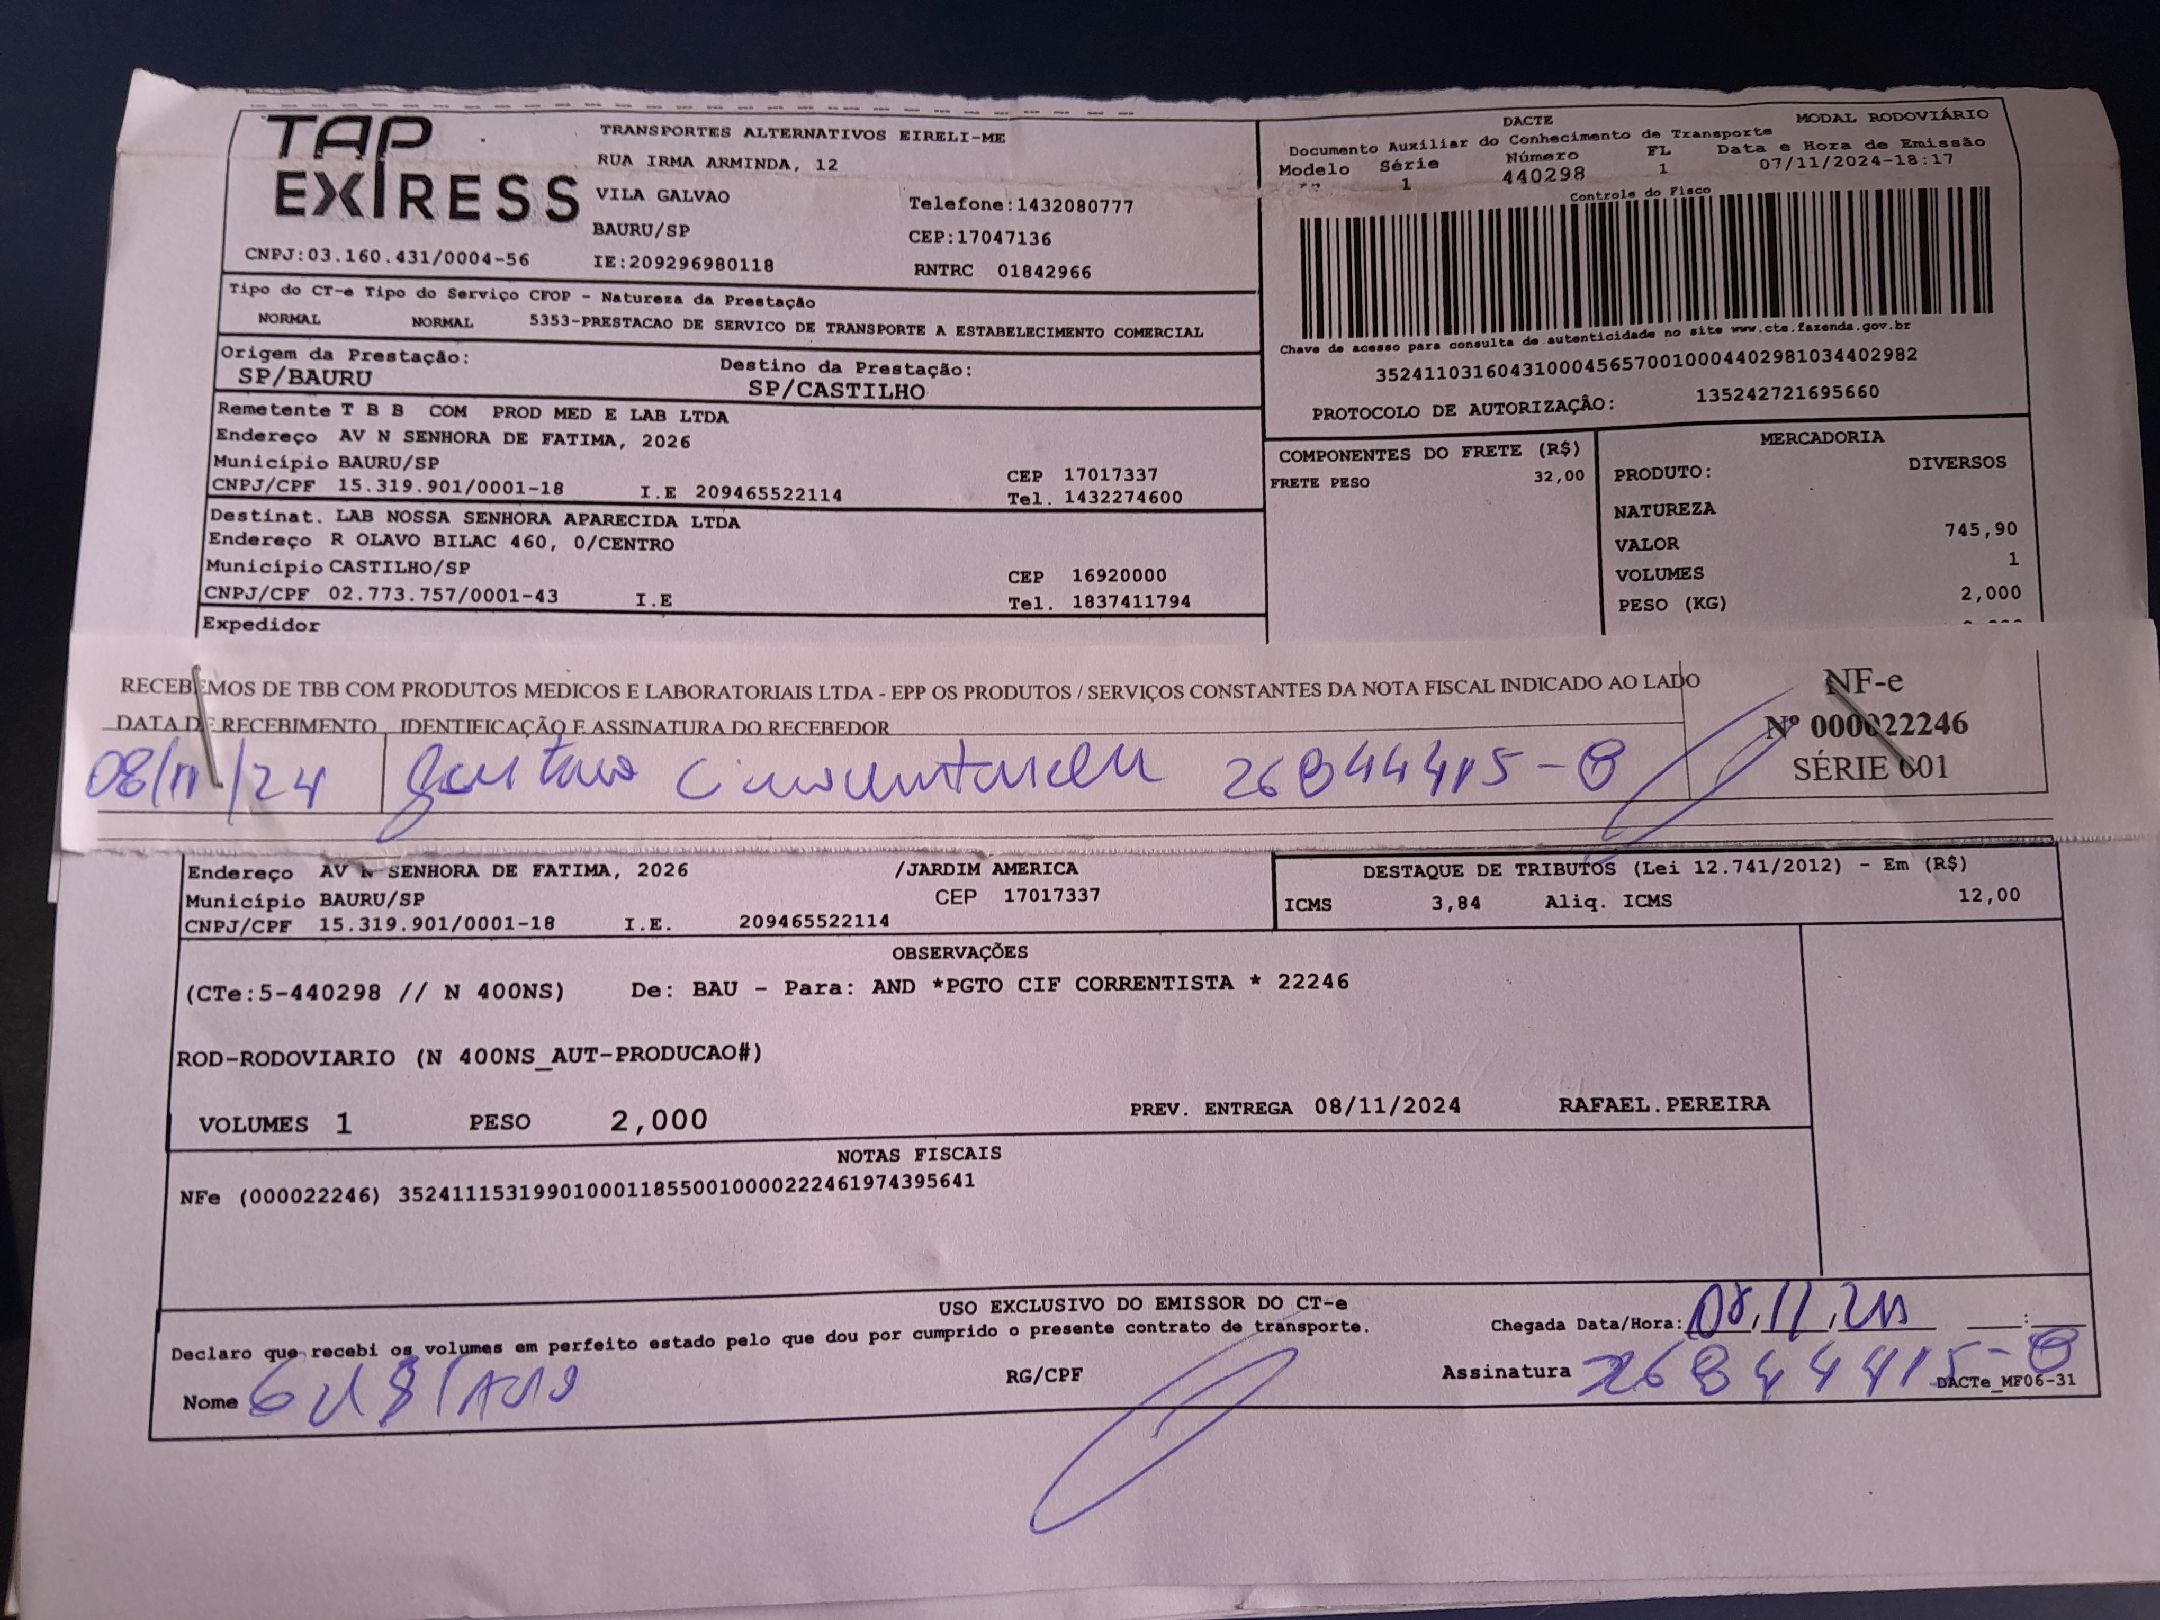 TAP
EXPRESS
TRANSPORTES ALTERNATIVOS EIRELI-ME
RUA IRMA ARMINDA, 12
VILA GALVAO
Telefone:1432080777
BAURU/SP
CEP:17047136
CNPJ:03.160.431/0004-56
IE:209296980118
RNTRC 01842966
DACTE
MODAL RODOVIÁRIO
Documento Auxiliar do Conhecimento de Transporte
Modelo Série Número FL Data e Hora de Emissão
1 440298 1 07/11/2024-18:17
Controle do Fisco
Chave de acesso para consulta de autenticidade no site www.cte.fazenda.gov.br
35241103160431000456570010004402981034402982
PROTOCOLO DE AUTORIZAÇÃO: 135242721695660
Tipo do CT-e Tipo do Serviço CFOP - Natureza da Prestação
NORMAL NORMAL 5353-PRESTACAO DE SERVICO DE TRANSPORTE A ESTABELECIMENTO COMERCIAL
Origem da Prestação: Destino da Prestação:
SP/BAURU SP/CASTILHO
Remetente T B B COM PROD MED E LAB LTDA
Endereço AV N SENHORA DE FATIMA, 2026
Município BAURU/SP CEP 17017337
CNPJ/CPF 15.319.901/0001-18 I.E 209465522114 Tel. 1432274600
Destinat. LAB NOSSA SENHORA APARECIDA LTDA
Endereço R OLAVO BILAC 460, 0/CENTRO
Município CASTILHO/SP CEP 16920000
CNPJ/CPF 02.773.757/0001-43 I.E Tel. 1837411794
Expedidor
COMPONENTES DO FRETE (R$)
FRETE PESO 32,00
MERCADORIA
PRODUTO: DIVERSOS
NATUREZA
VALOR 745,90
VOLUMES 1
PESO (KG) 2,000
RECEBEMOS DE TBB COM PRODUTOS MEDICOS E LABORATORIAIS LTDA - EPP OS PRODUTOS / SERVIÇOS CONSTANTES DA NOTA FISCAL INDICADO AO LADO
DATA DE RECEBIMENTO IDENTIFICAÇÃO E ASSINATURA DO RECEBEDOR
08/11/24 Gustavo 26844415-8
NF-e
Nº 000022246
SÉRIE 001
Endereço AV N SENHORA DE FATIMA, 2026 /JARDIM AMERICA
Município BAURU/SP CEP 17017337
CNPJ/CPF 15.319.901/0001-18 I.E. 209465522114
DESTAQUE DE TRIBUTOS (Lei 12.741/2012) - Em (R$)
ICMS 3,84 Aliq. ICMS 12,00
OBSERVAÇÕES
(CTe:5-440298 // N 400NS) De: BAU - Para: AND *PGTO CIF CORRENTISTA * 22246
ROD-RODOVIARIO (N 400NS_AUT-PRODUCAO#)
VOLUMES 1 PESO 2,000 PREV. ENTREGA 08/11/2024 RAFAEL.PEREIRA
NOTAS FISCAIS
NFe (000022246) 35241115319901000118550010000222461974395641
USO EXCLUSIVO DO EMISSOR DO CT-e
Declaro que recebi os volumes em perfeito estado pelo que dou por cumprido o presente contrato de transporte.
Chegada Data/Hora: 08/11/24 :
Nome Gustavo RG/CPF Assinatura 26844415-8
DACTe_MF06-31